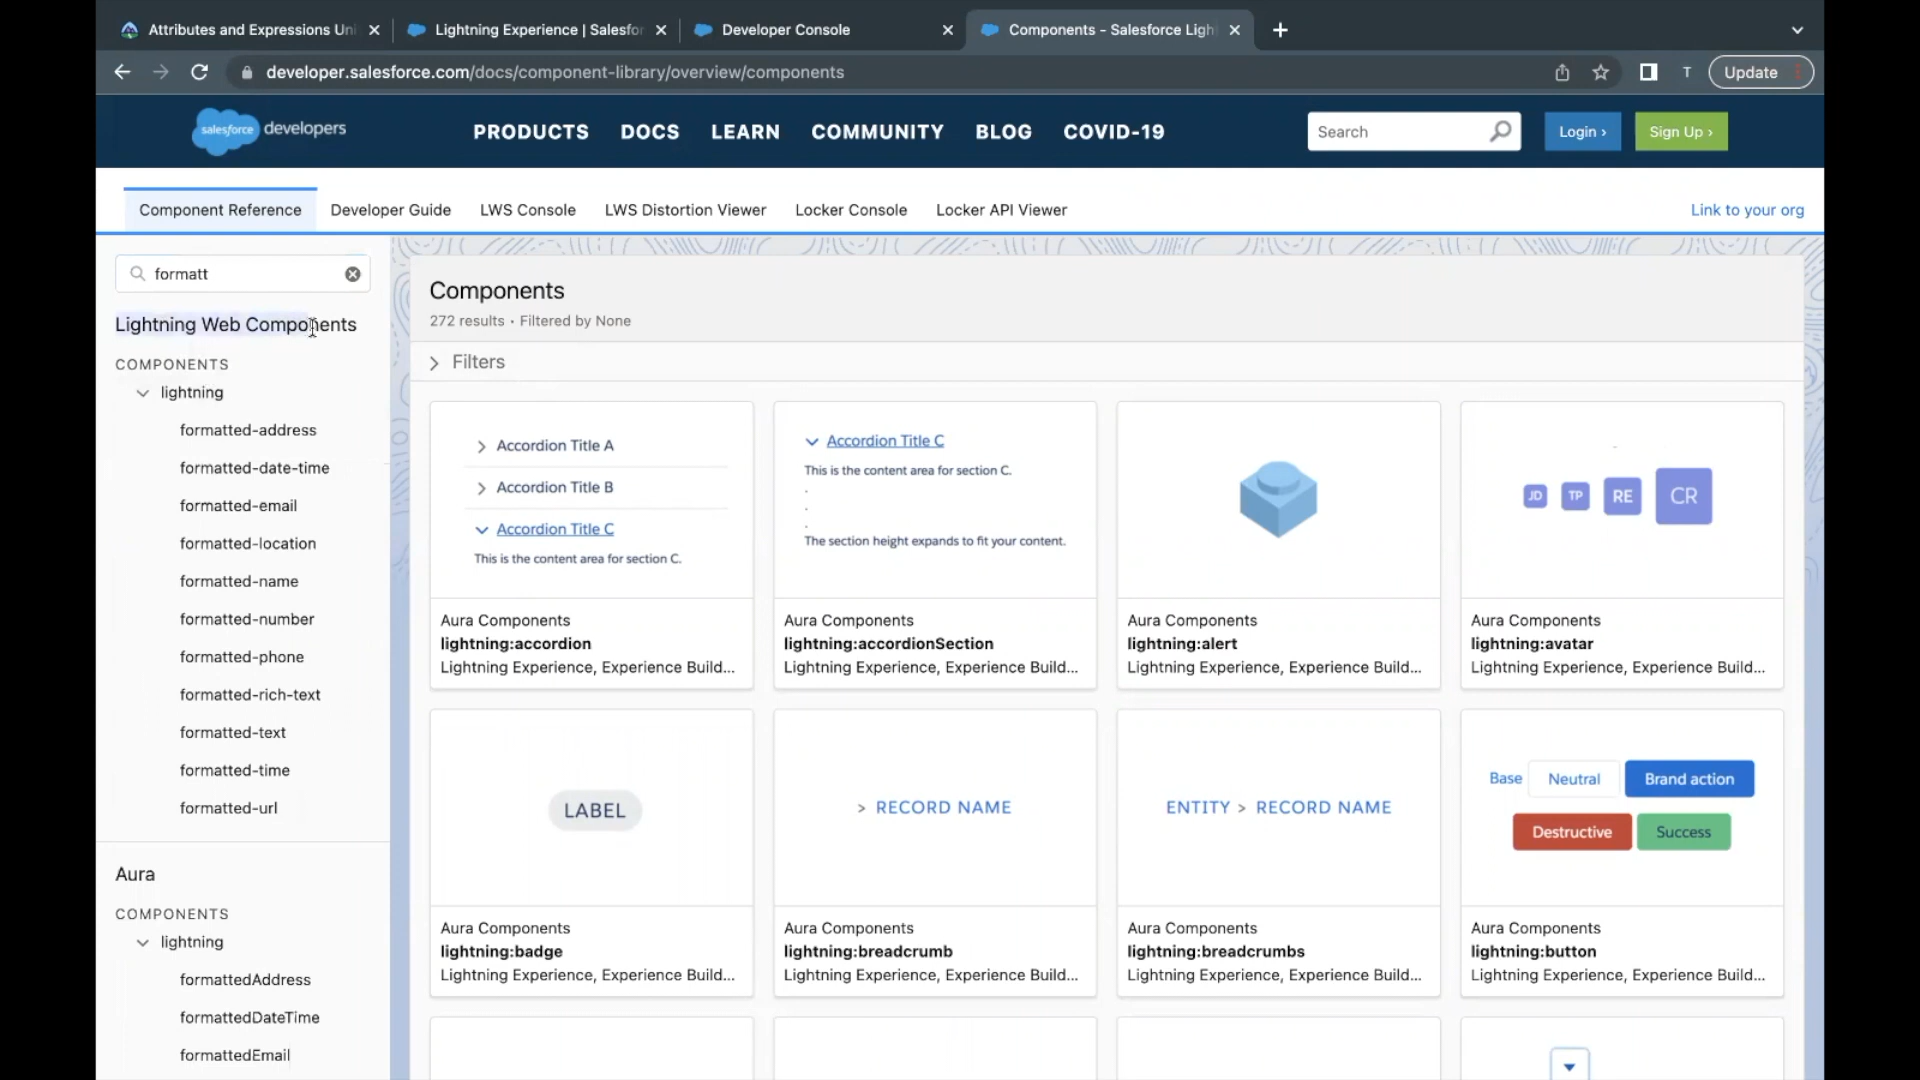 Attributes and Expressions Uni
Lightning Experience | Salesfor
Developer Console
Components - Salesforce Ligh
developer.salesforce.com/docs/component-library/overview/components
T
Update
salesforce developers
PRODUCTS
DOCS
LEARN
COMMUNITY
BLOG
COVID-19
Search
Login ›
Sign Up ›
Component Reference
Developer Guide
LWS Console
LWS Distortion Viewer
Locker Console
Locker API Viewer
Link to your org
formatt
Lightning Web Components
COMPONENTS
lightning
formatted-address
formatted-date-time
formatted-email
formatted-location
formatted-name
formatted-number
formatted-phone
formatted-rich-text
formatted-text
formatted-time
formatted-url
Aura
COMPONENTS
lightning
formattedAddress
formattedDateTime
formattedEmail
Components
272 results • Filtered by None
Filters
Accordion Title A
Accordion Title B
Accordion Title C
This is the content area for section C.
Aura Components
lightning:accordion
Lightning Experience, Experience Build...
Accordion Title C
This is the content area for section C.
.
.
.
The section height expands to fit your content.
Aura Components
lightning:accordionSection
Lightning Experience, Experience Build...
Aura Components
lightning:alert
Lightning Experience, Experience Build...
JD
TP
RE
CR
Aura Components
lightning:avatar
Lightning Experience, Experience Build...
LABEL
Aura Components
lightning:badge
Lightning Experience, Experience Build...
> RECORD NAME
Aura Components
lightning:breadcrumb
Lightning Experience, Experience Build...
ENTITY > RECORD NAME
Aura Components
lightning:breadcrumbs
Lightning Experience, Experience Build...
Base
Neutral
Brand action
Destructive
Success
Aura Components
lightning:button
Lightning Experience, Experience Build...